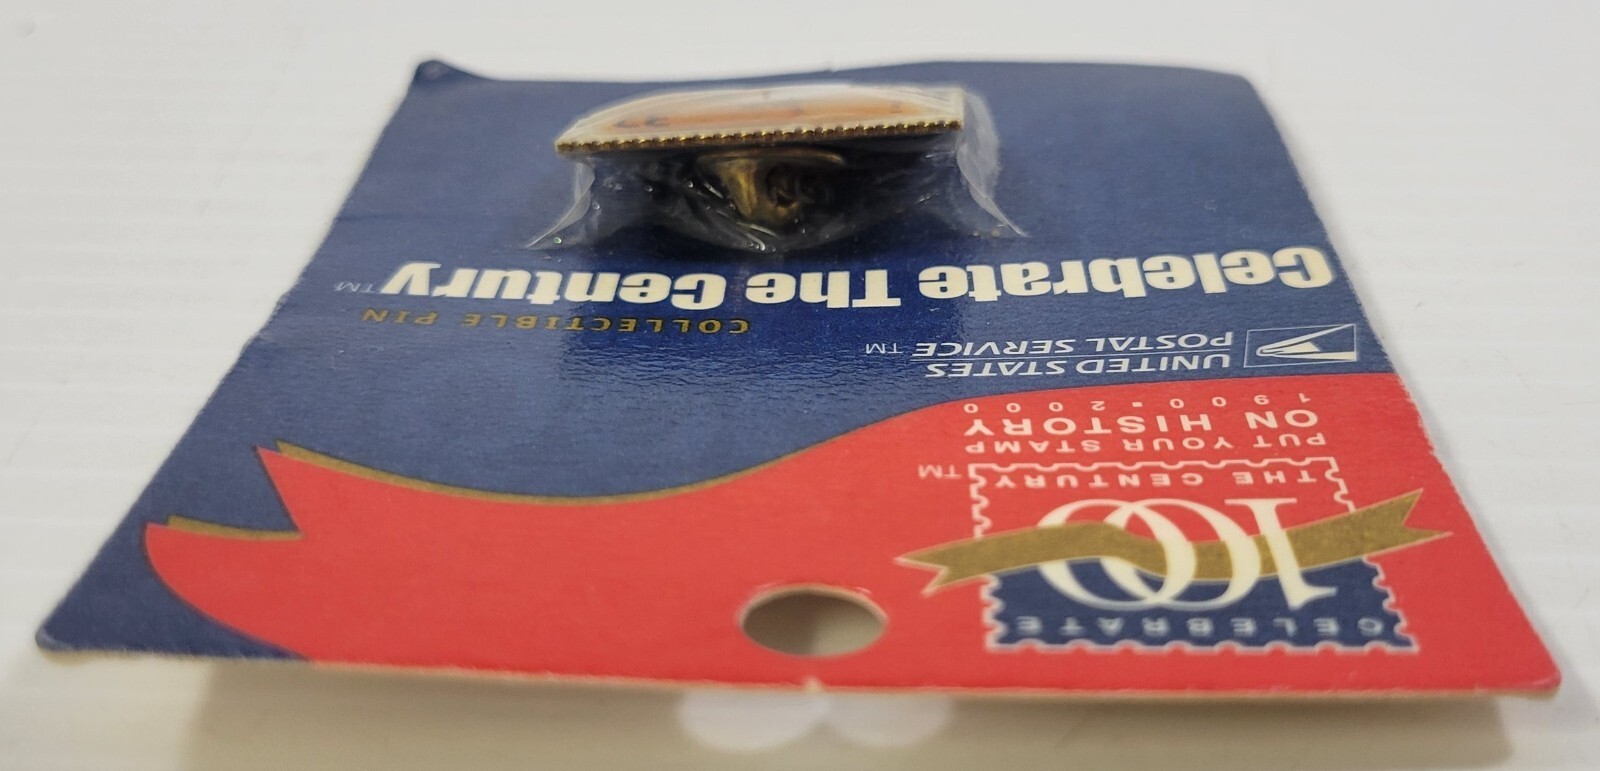 CELEBRATE
100
THE CENTURY™
PUT YOUR STAMP
ON HISTORY
1900-2000
UNITED STATES
POSTAL SERVICE™
Celebrate The Century™
COLLECTIBLE PIN